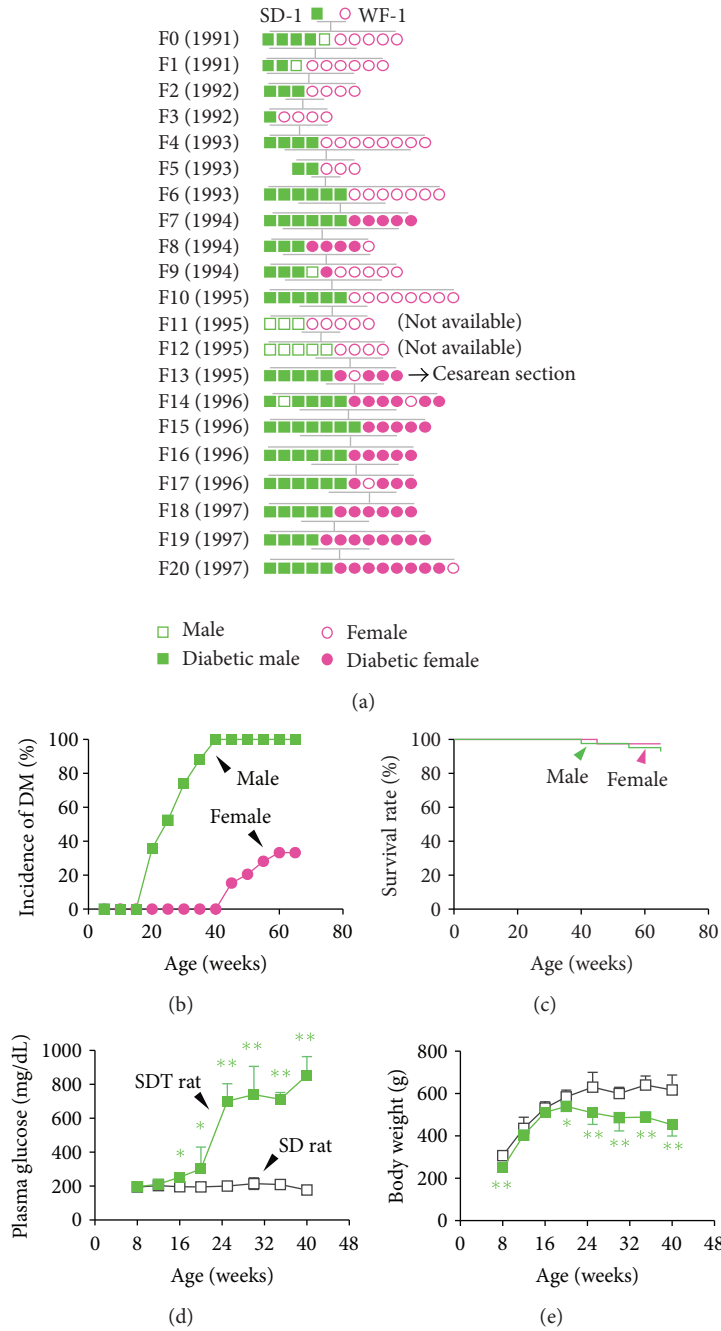 SD-1 WF-1
F0 (1991)
F1 (1991)
F2 (1992)
F3 (1992)
F4 (1993)
F5 (1993)
F6 (1993)
F7 (1994)
F8 (1994)
F9 (1994)
F10 (1995)
F11 (1995) (Not available)
F12 (1995) (Not available)
F13 (1995) → Cesarean section
F14 (1996)
F15 (1996)
F16 (1996)
F17 (1996)
F18 (1997)
F19 (1997)
F20 (1997)
Male Female
Diabetic male Diabetic female
(a)
Incidence of DM (%)
100
80
60
40
20
0
Male
Female
0 20 40 60 80
Age (weeks)
(b)
Survival rate (%)
100
80
60
40
20
0
Male Female
0 20 40 60 80
Age (weeks)
(c)
Plasma glucose (mg/dL)
1000
800
600
400
200
0
SDT rat
SD rat
* * ** ** ** **
0 8 16 24 32 40 48
Age (weeks)
(d)
Body weight (g)
800
600
400
200
0
** * ** ** ** **
0 8 16 24 32 40 48
Age (weeks)
(e)